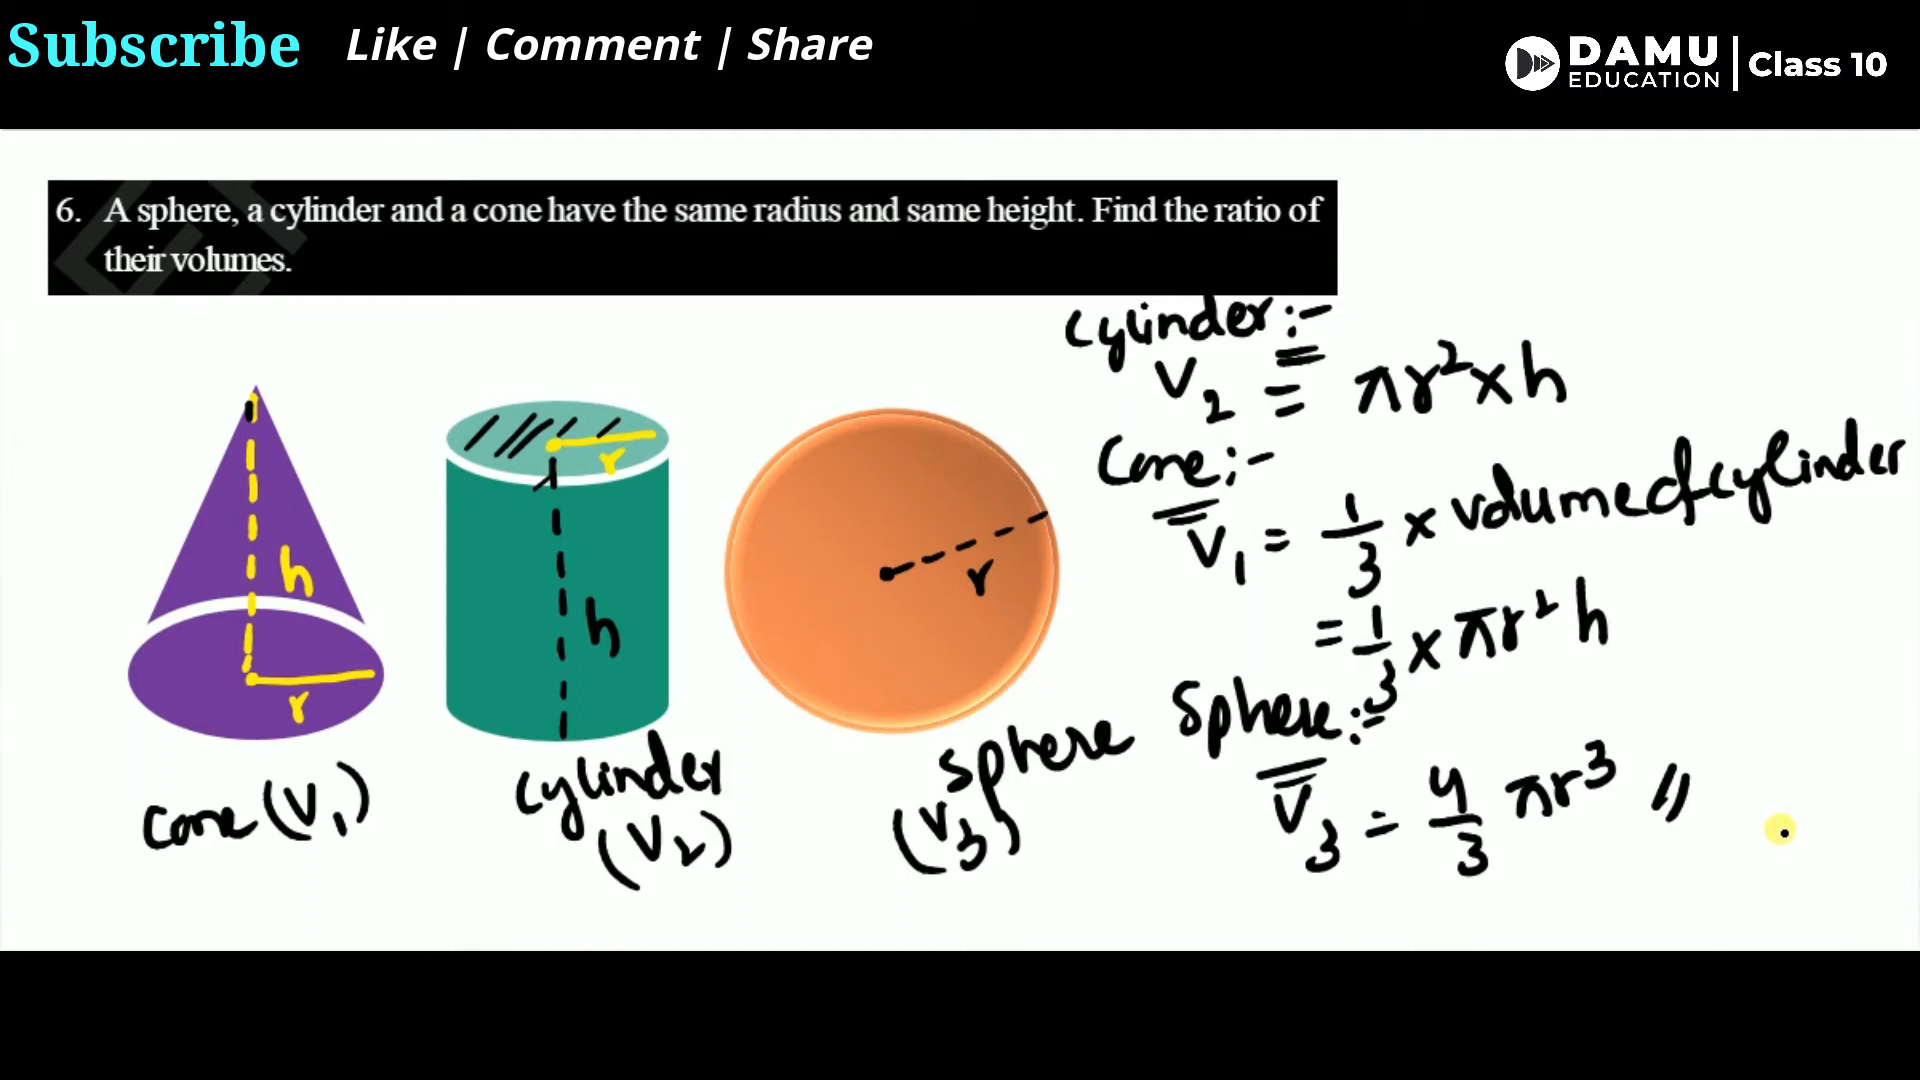 Subscribe Like | Comment | Share
DAMU EDUCATION | Class 10
6. A sphere, a cylinder and a cone have the same radius and same height. Find the ratio of
their volumes.
h
r
cone (V₁)
r
h
cylinder
(V₂)
r
sphere
(V₃)
Cylinder :-
V₂ = πr² x h
Cone :-
V₁ = 1/3 x volume of cylinder
= 1/3 x πr² h
Sphere :-
V₃ = 4/3 πr³ //